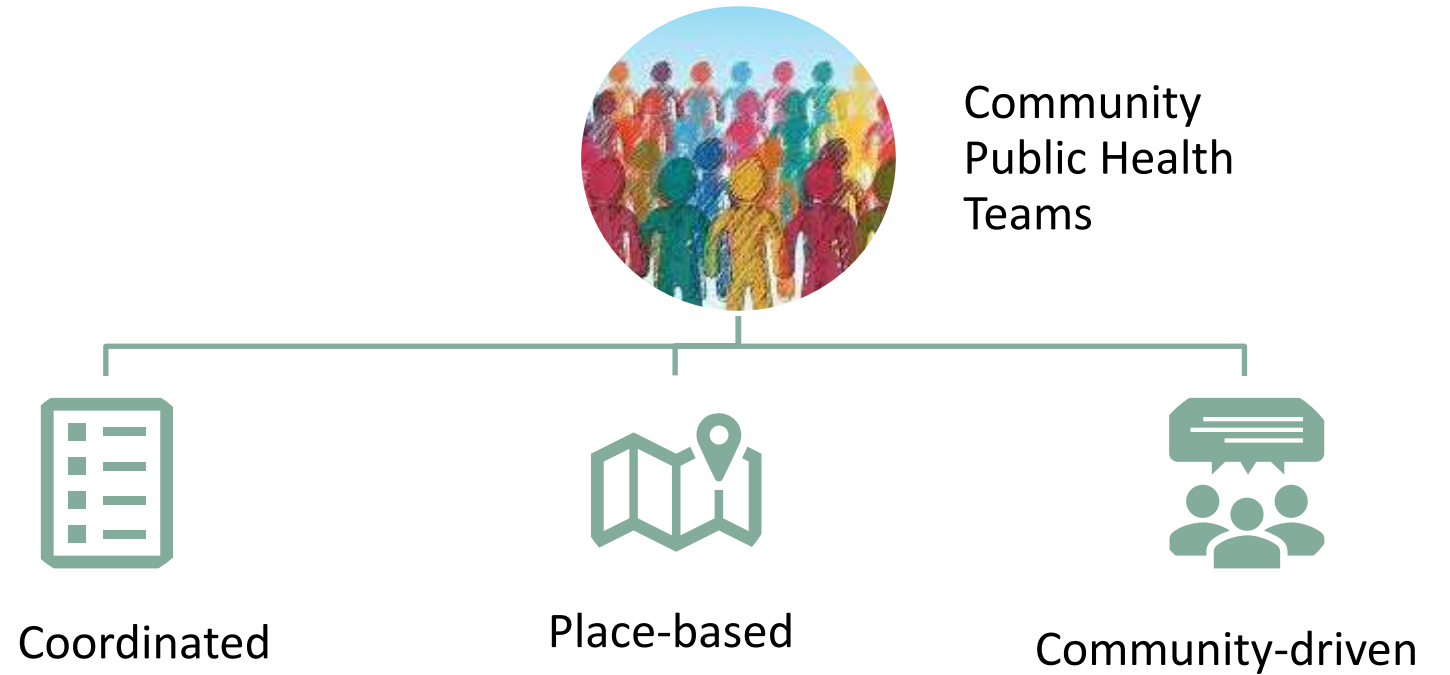 Community
Public Health
Teams
Coordinated
Place-based
Community-driven